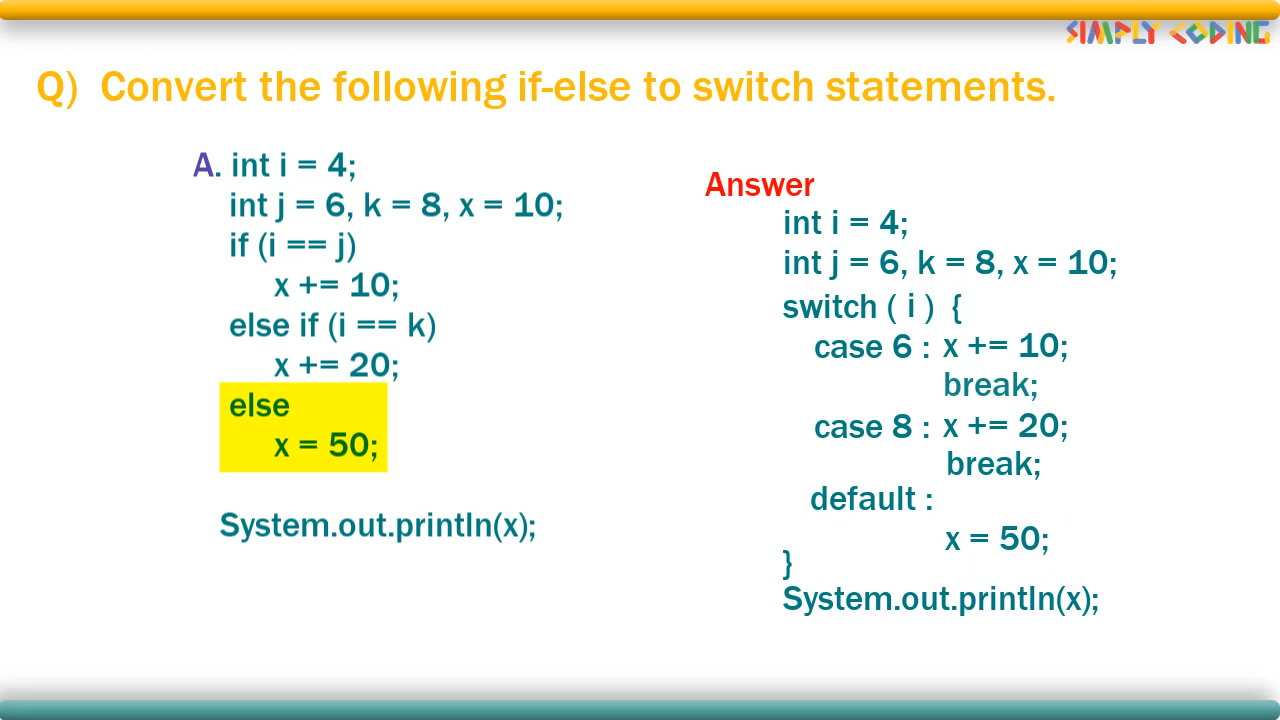 SIMPLY CODING
Q) Convert the following if-else to switch statements.
A. int i = 4;
int j = 6, k = 8, x = 10;
if (i == j)
x += 10;
else if (i == k)
x += 20;
else
x = 50;
System.out.println(x);
Answer
int i = 4;
int j = 6, k = 8, x = 10;
switch ( i ) {
case 6 : x += 10;
break;
case 8 : x += 20;
break;
default :
x = 50;
}
System.out.println(x);